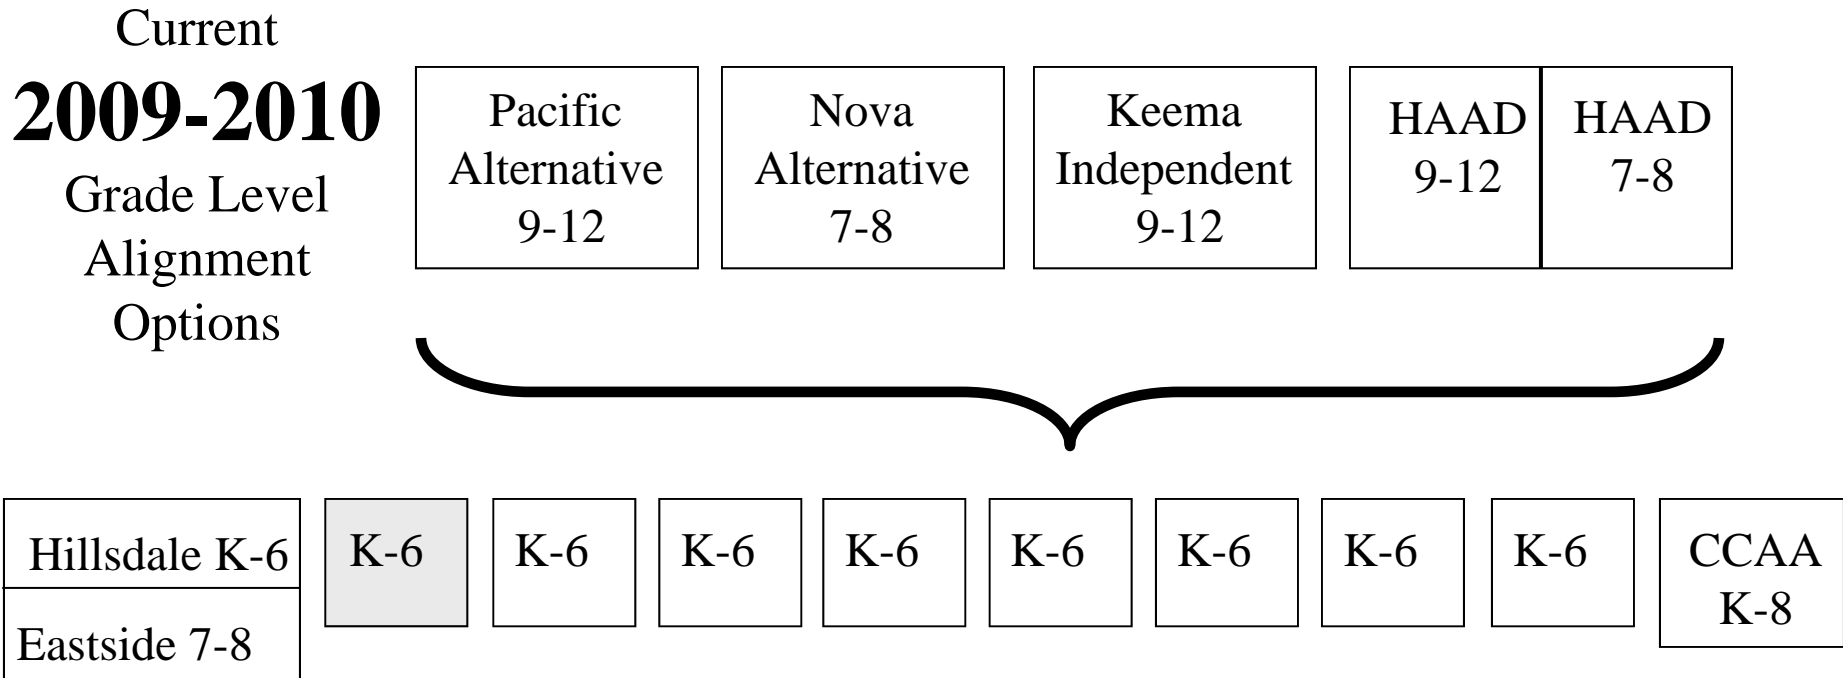 Current
2009-2010
Grade Level
Alignment
Options
Pacific
Alternative
9-12
Nova
Alternative
7-8
Keema
Independent
9-12
HAAD
9-12
HAAD
7-8
Hillsdale K-6
Eastside 7-8
K-6
K-6
K-6
K-6
K-6
K-6
K-6
K-6
CCAA
K-8